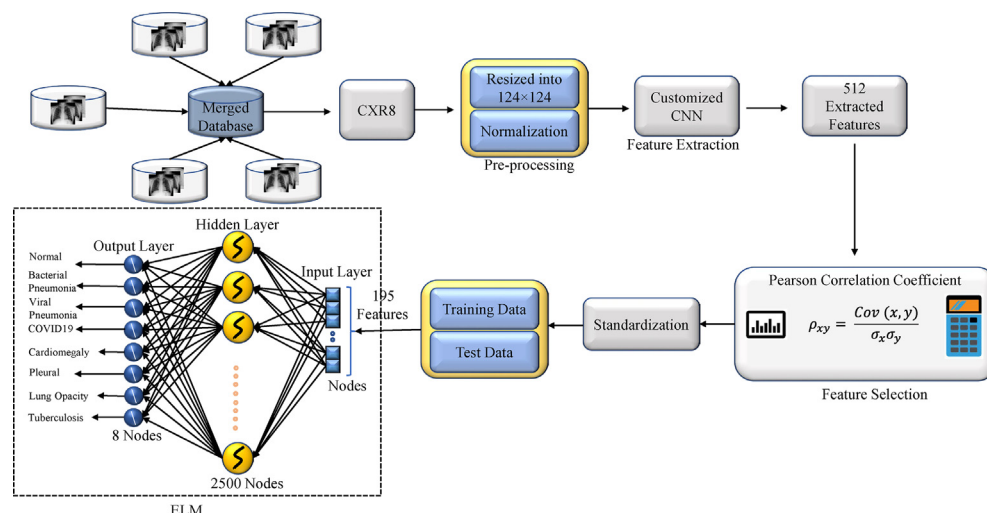 Merged
Database
CXR8
Resized into
124×124
Normalization
Pre-processing
Customized
CNN
Feature Extraction
512
Extracted
Features
Pearson Correlation Coefficient
ρxy = Cov (x, y) / σxσy
Feature Selection
Standardization
Training Data
Test Data
195
Features
Input Layer
Nodes
Hidden Layer
2500 Nodes
Output Layer
8 Nodes
Normal
Bacterial
Pneumonia
Viral
Pneumonia
COVID19
Cardiomegaly
Pleural
Lung Opacity
Tuberculosis
ELM